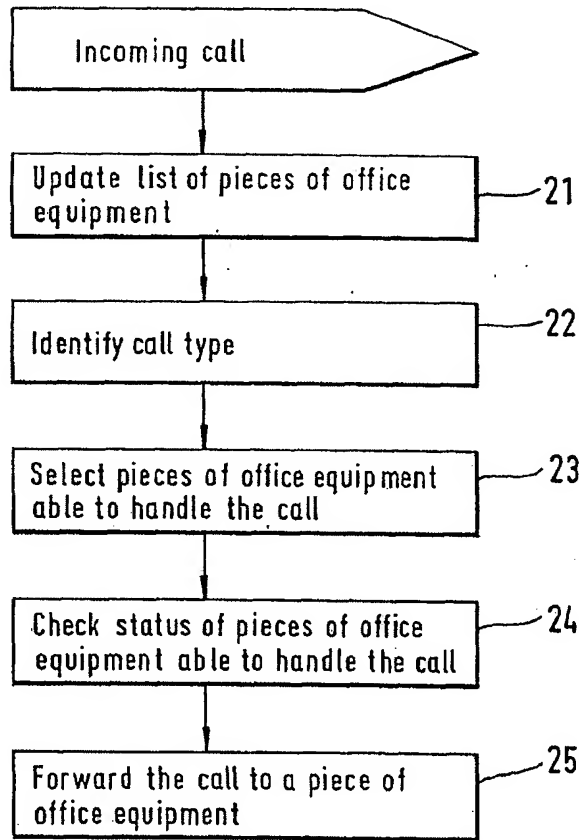 Incoming call
Update list of pieces of office
equipment
21
Identify call type
22
Select pieces of office equipment
able to handle the call
23
Check status of pieces of office
equipment able to handle the call
24
Forward the call to a piece of
office equipment
25